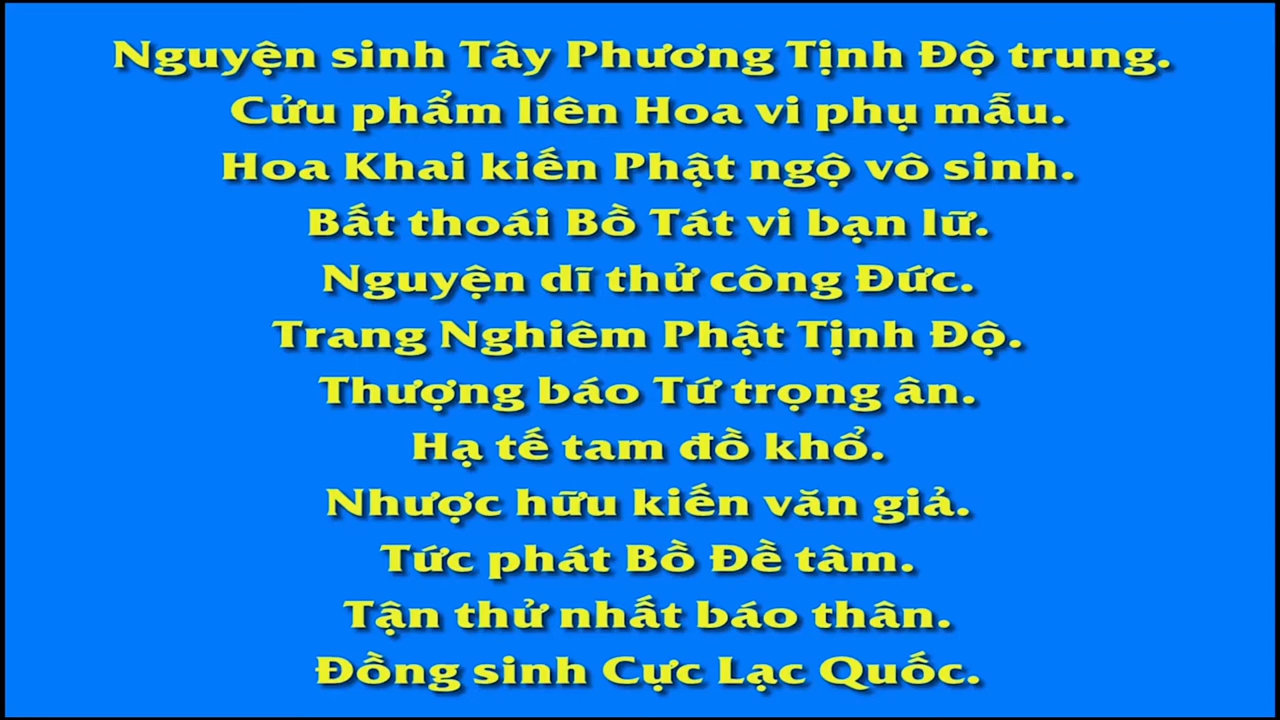 Nguyện sinh Tây Phương Tịnh Độ trung.
Cửu phẩm liên Hoa vi phụ mẫu.
Hoa Khai kiến Phật ngộ vô sinh.
Bất thoái Bồ Tát vi bạn lữ.
Nguyện dĩ thử công Đức.
Trang Nghiêm Phật Tịnh Độ.
Thượng báo Tứ trọng ân.
Hạ tế tam đồ khổ.
Nhược hữu kiến văn giả.
Tức phát Bồ Đề tâm.
Tận thử nhất báo thân.
Đồng sinh Cực Lạc Quốc.